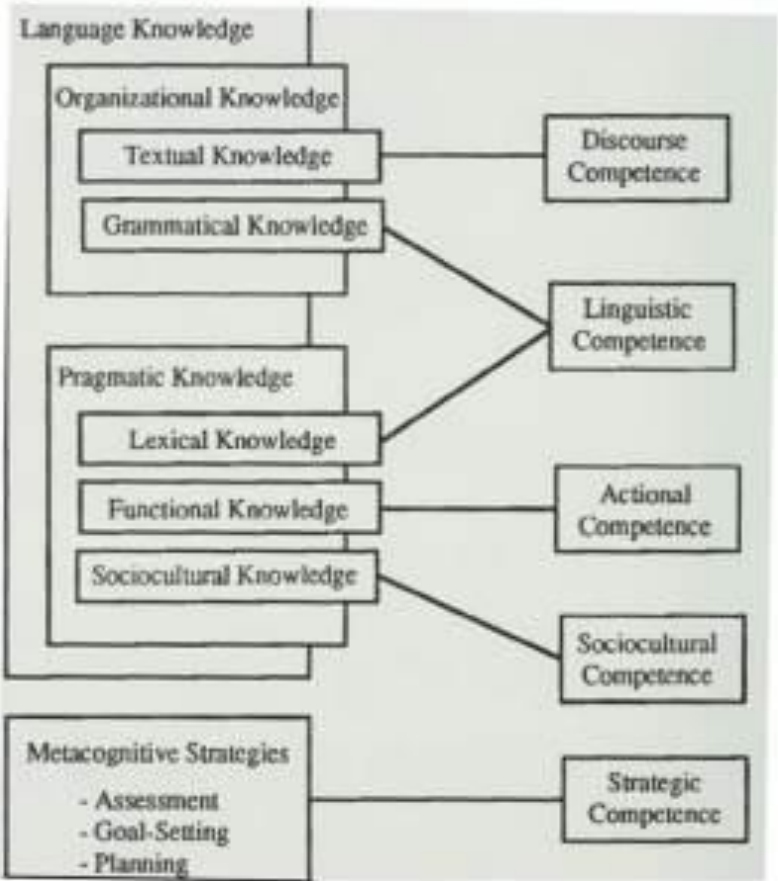 Language Knowledge
Organizational Knowledge
Textual Knowledge
Grammatical Knowledge
Pragmatic Knowledge
Lexical Knowledge
Functional Knowledge
Sociocultural Knowledge
Metacognitive Strategies
- Assessment
- Goal-Setting
- Planning
Discourse
Competence
Linguistic
Competence
Actional
Competence
Sociocultural
Competence
Strategic
Competence